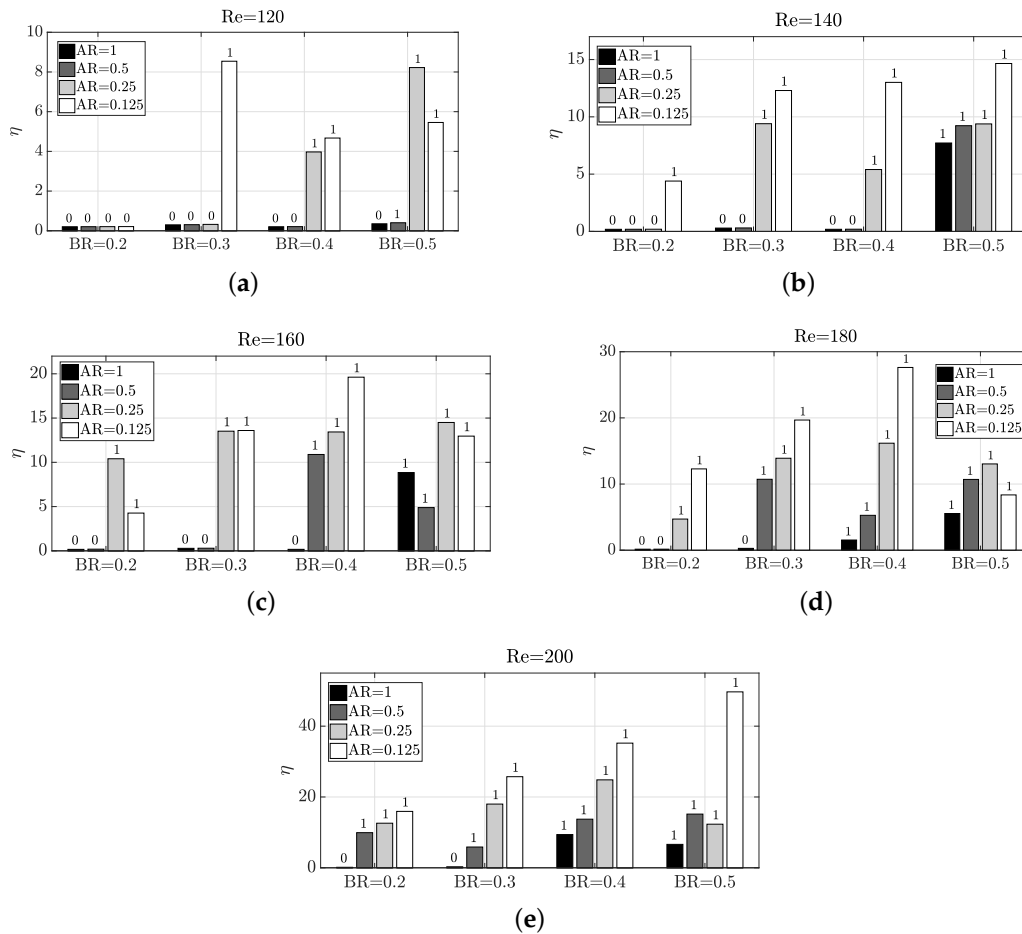 Re=120
10
8
6
4
2
0
η
AR=1
AR=0.5
AR=0.25
AR=0.125
0 0 0 0
0 0 0 1
0 0 1 1
0 1 1 1
BR=0.2 BR=0.3 BR=0.4 BR=0.5
(a)
Re=140
15
10
5
0
η
AR=1
AR=0.5
AR=0.25
AR=0.125
0 0 0 1
0 0 1 1
0 0 1 1
1 1 1 1
BR=0.2 BR=0.3 BR=0.4 BR=0.5
(b)
Re=160
20
15
10
5
0
η
AR=1
AR=0.5
AR=0.25
AR=0.125
0 0 1 1
0 0 1 1
0 1 1 1
1 1 1 1
BR=0.2 BR=0.3 BR=0.4 BR=0.5
(c)
Re=180
30
20
10
0
η
AR=1
AR=0.5
AR=0.25
AR=0.125
0 0 1 1
0 1 1 1
1 1 1 1
1 1 1 1
BR=0.2 BR=0.3 BR=0.4 BR=0.5
(d)
Re=200
40
20
0
η
AR=1
AR=0.5
AR=0.25
AR=0.125
0 1 1 1
0 1 1 1
1 1 1 1
1 1 1 1
BR=0.2 BR=0.3 BR=0.4 BR=0.5
(e)